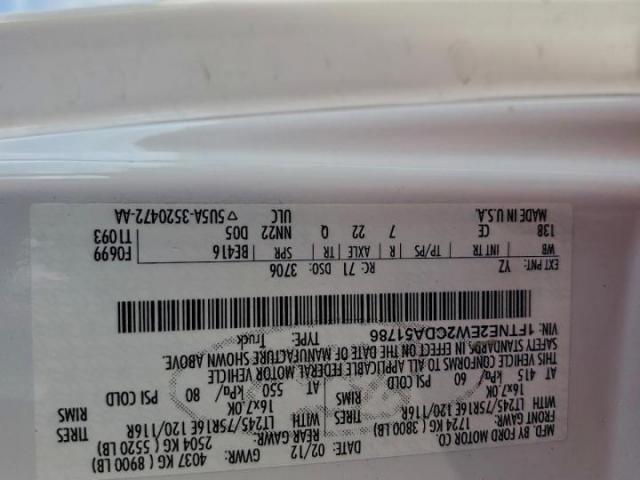 MFD. BY FORD MOTOR CO.
DATE: 02/12 GVWR: 4037 KG ( 8900 LB)
FRONT GAWR: 1724 KG ( 3800 LB) REAR GAWR: 2504 KG ( 5520 LB)
WITH LT245/75R16E 120/116R TIRES WITH LT245/75R16E 120/116R TIRES
16x7.0K RIMS 16x7.0K RIMS
AT 415 kPa/ 60 PSI COLD AT 550 kPa/ 80 PSI COLD
THIS VEHICLE CONFORMS TO ALL APPLICABLE FEDERAL MOTOR VEHICLE
SAFETY STANDARDS IN EFFECT ON THE DATE OF MANUFACTURE SHOWN ABOVE.
VIN: 1FTNE2EW2CDA51786 TYPE: Truck
EXT PNT: YZ RC: 71 DSO: 3706 F0699
WB INT TR TP/PS R AXLE TR SPR BE416 T1093
138 CE 7 22 Q NN22 D05
MADE IN U.S.A. ULC ▽ 5U5A-3520472-AA